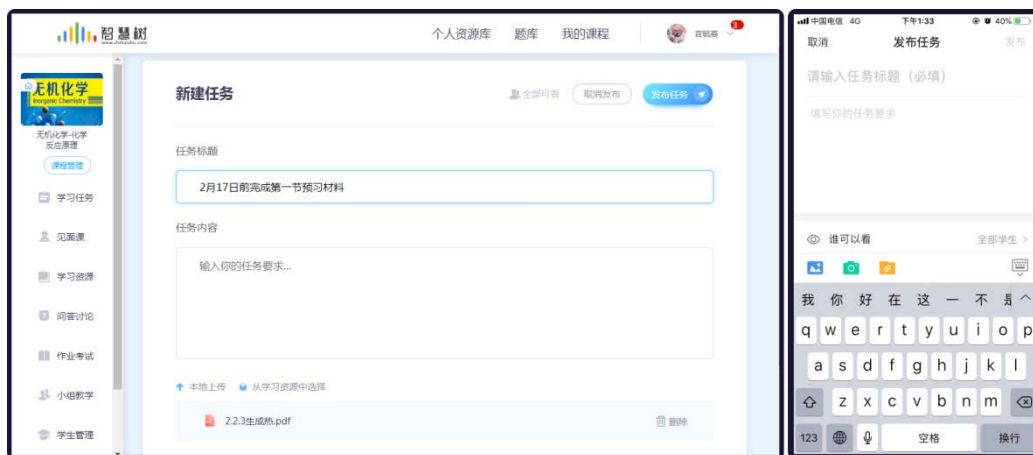 智慧树
www.zhihuishu.com
个人资源库 题库 我的课程
3
无机化学
Inorganic Chemistry
无机化学-化学
反应原理
课程管理
学习任务
见面课
学习资源
问答讨论
作业考试
小组教学
学生管理
新建任务
全部可看 取消发布 发布任务
任务标题
2月17日前完成第一节预习材料
任务内容
输入你的任务要求...
本地上传 从学习资源中选择
2.2.3生成热.pdf 删除
中国电信 4G 下午1:33 40%
取消 发布任务 发布
请输入任务标题（必填）
填写你的任务要求
谁可以看 全部学生
我 你 好 在 这 一 不 是
q w e r t y u i o p
a s d f g h j k l
z x c v b n m
123 空格 换行